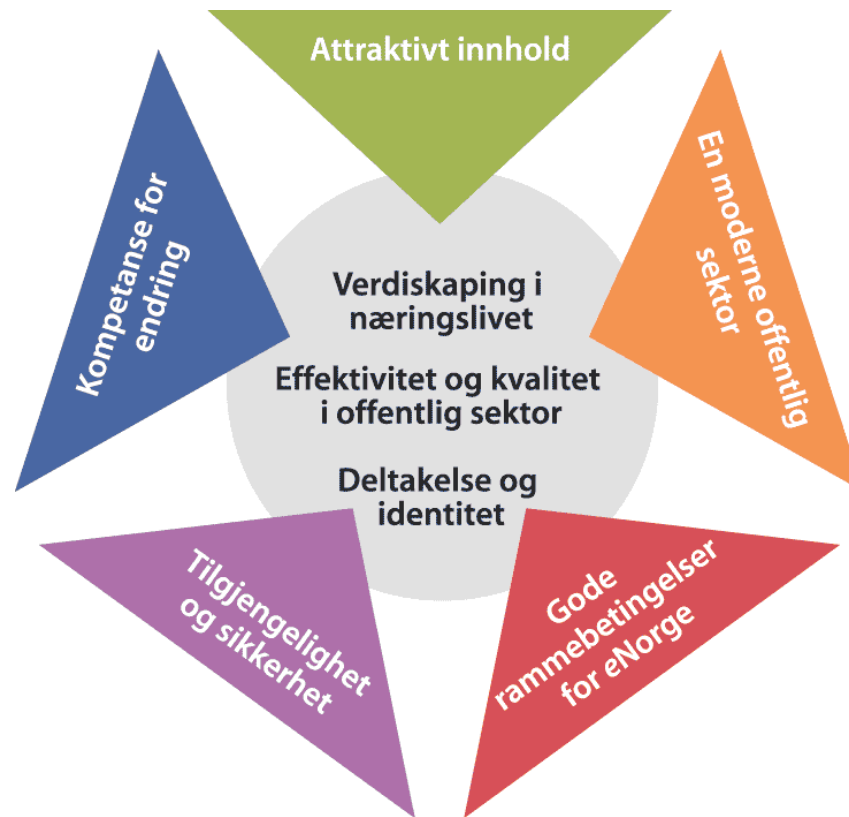 Attraktivt innhold
En moderne offentlig
sektor
Kompetanse for
endring
Verdiskaping i
næringslivet
Effektivitet og kvalitet
i offentlig sektor
Deltakelse og
identitet
Tilgjengelighet
og sikkerhet
Gode
rammebetingelser
for eNorge